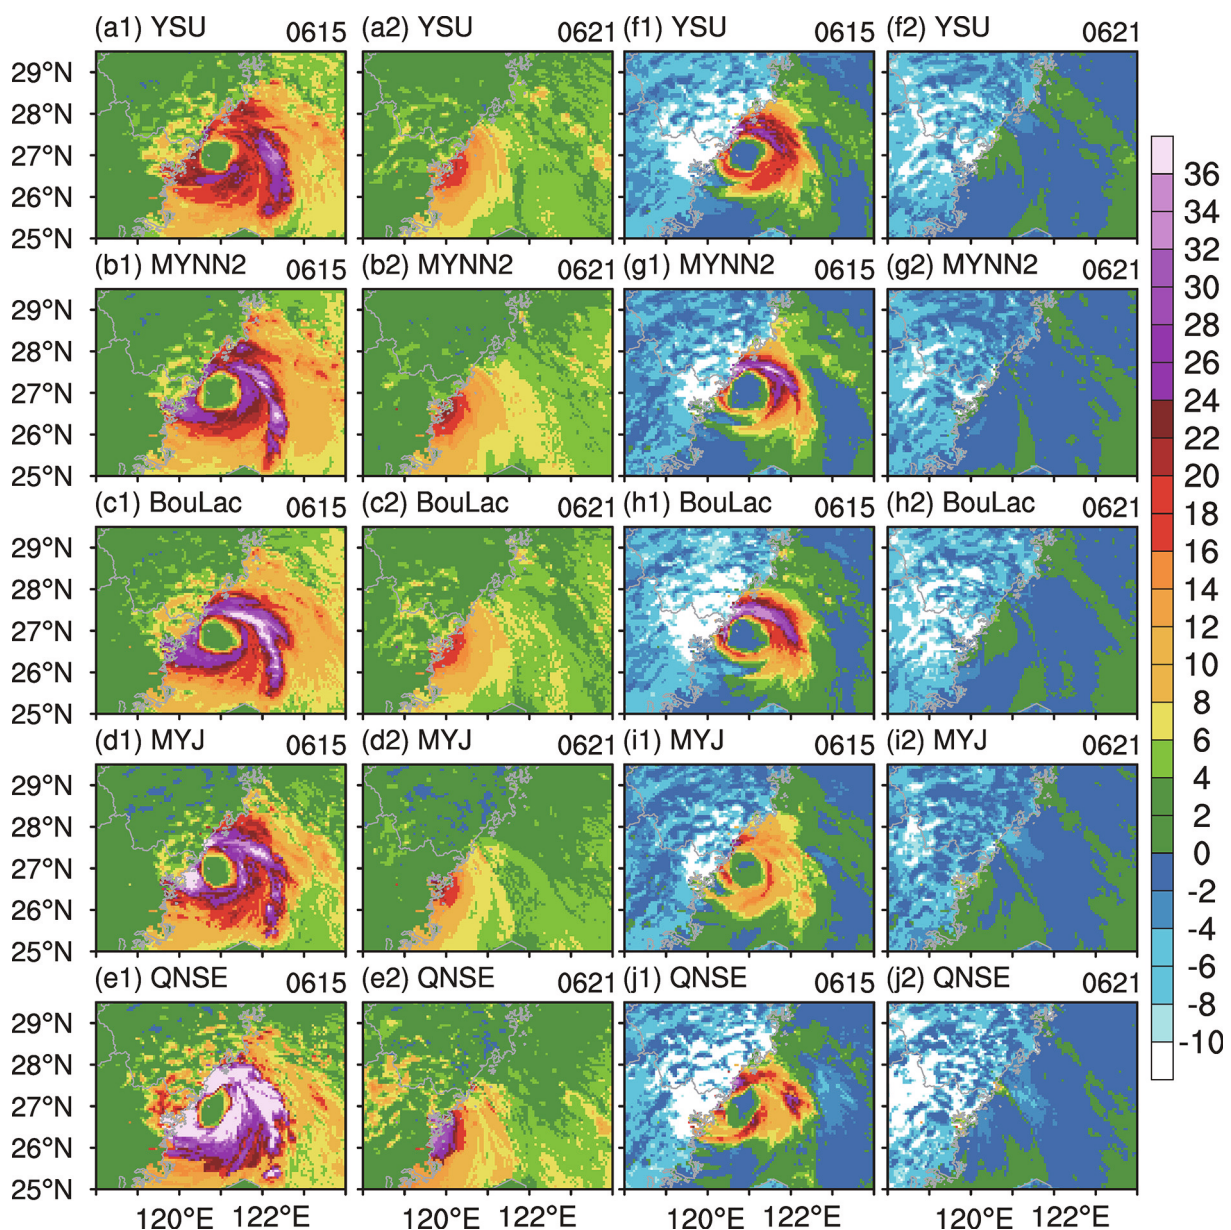 (a1) YSU 0615 (a2) YSU 0621 (f1) YSU 0615 (f2) YSU 0621
29°N
28°N
27°N
26°N
25°N
(b1) MYNN2 0615 (b2) MYNN2 0621 (g1) MYNN2 0615 (g2) MYNN2 0621
29°N
28°N
27°N
26°N
25°N
(c1) BouLac 0615 (c2) BouLac 0621 (h1) BouLac 0615 (h2) BouLac 0621
29°N
28°N
27°N
26°N
25°N
(d1) MYJ 0615 (d2) MYJ 0621 (i1) MYJ 0615 (i2) MYJ 0621
29°N
28°N
27°N
26°N
25°N
(e1) QNSE 0615 (e2) QNSE 0621 (j1) QNSE 0615 (j2) QNSE 0621
29°N
28°N
27°N
26°N
25°N
120°E 122°E 120°E 122°E 120°E 122°E 120°E 122°E
36
34
32
30
28
26
24
22
20
18
16
14
12
10
8
6
4
2
0
-2
-4
-6
-8
-10